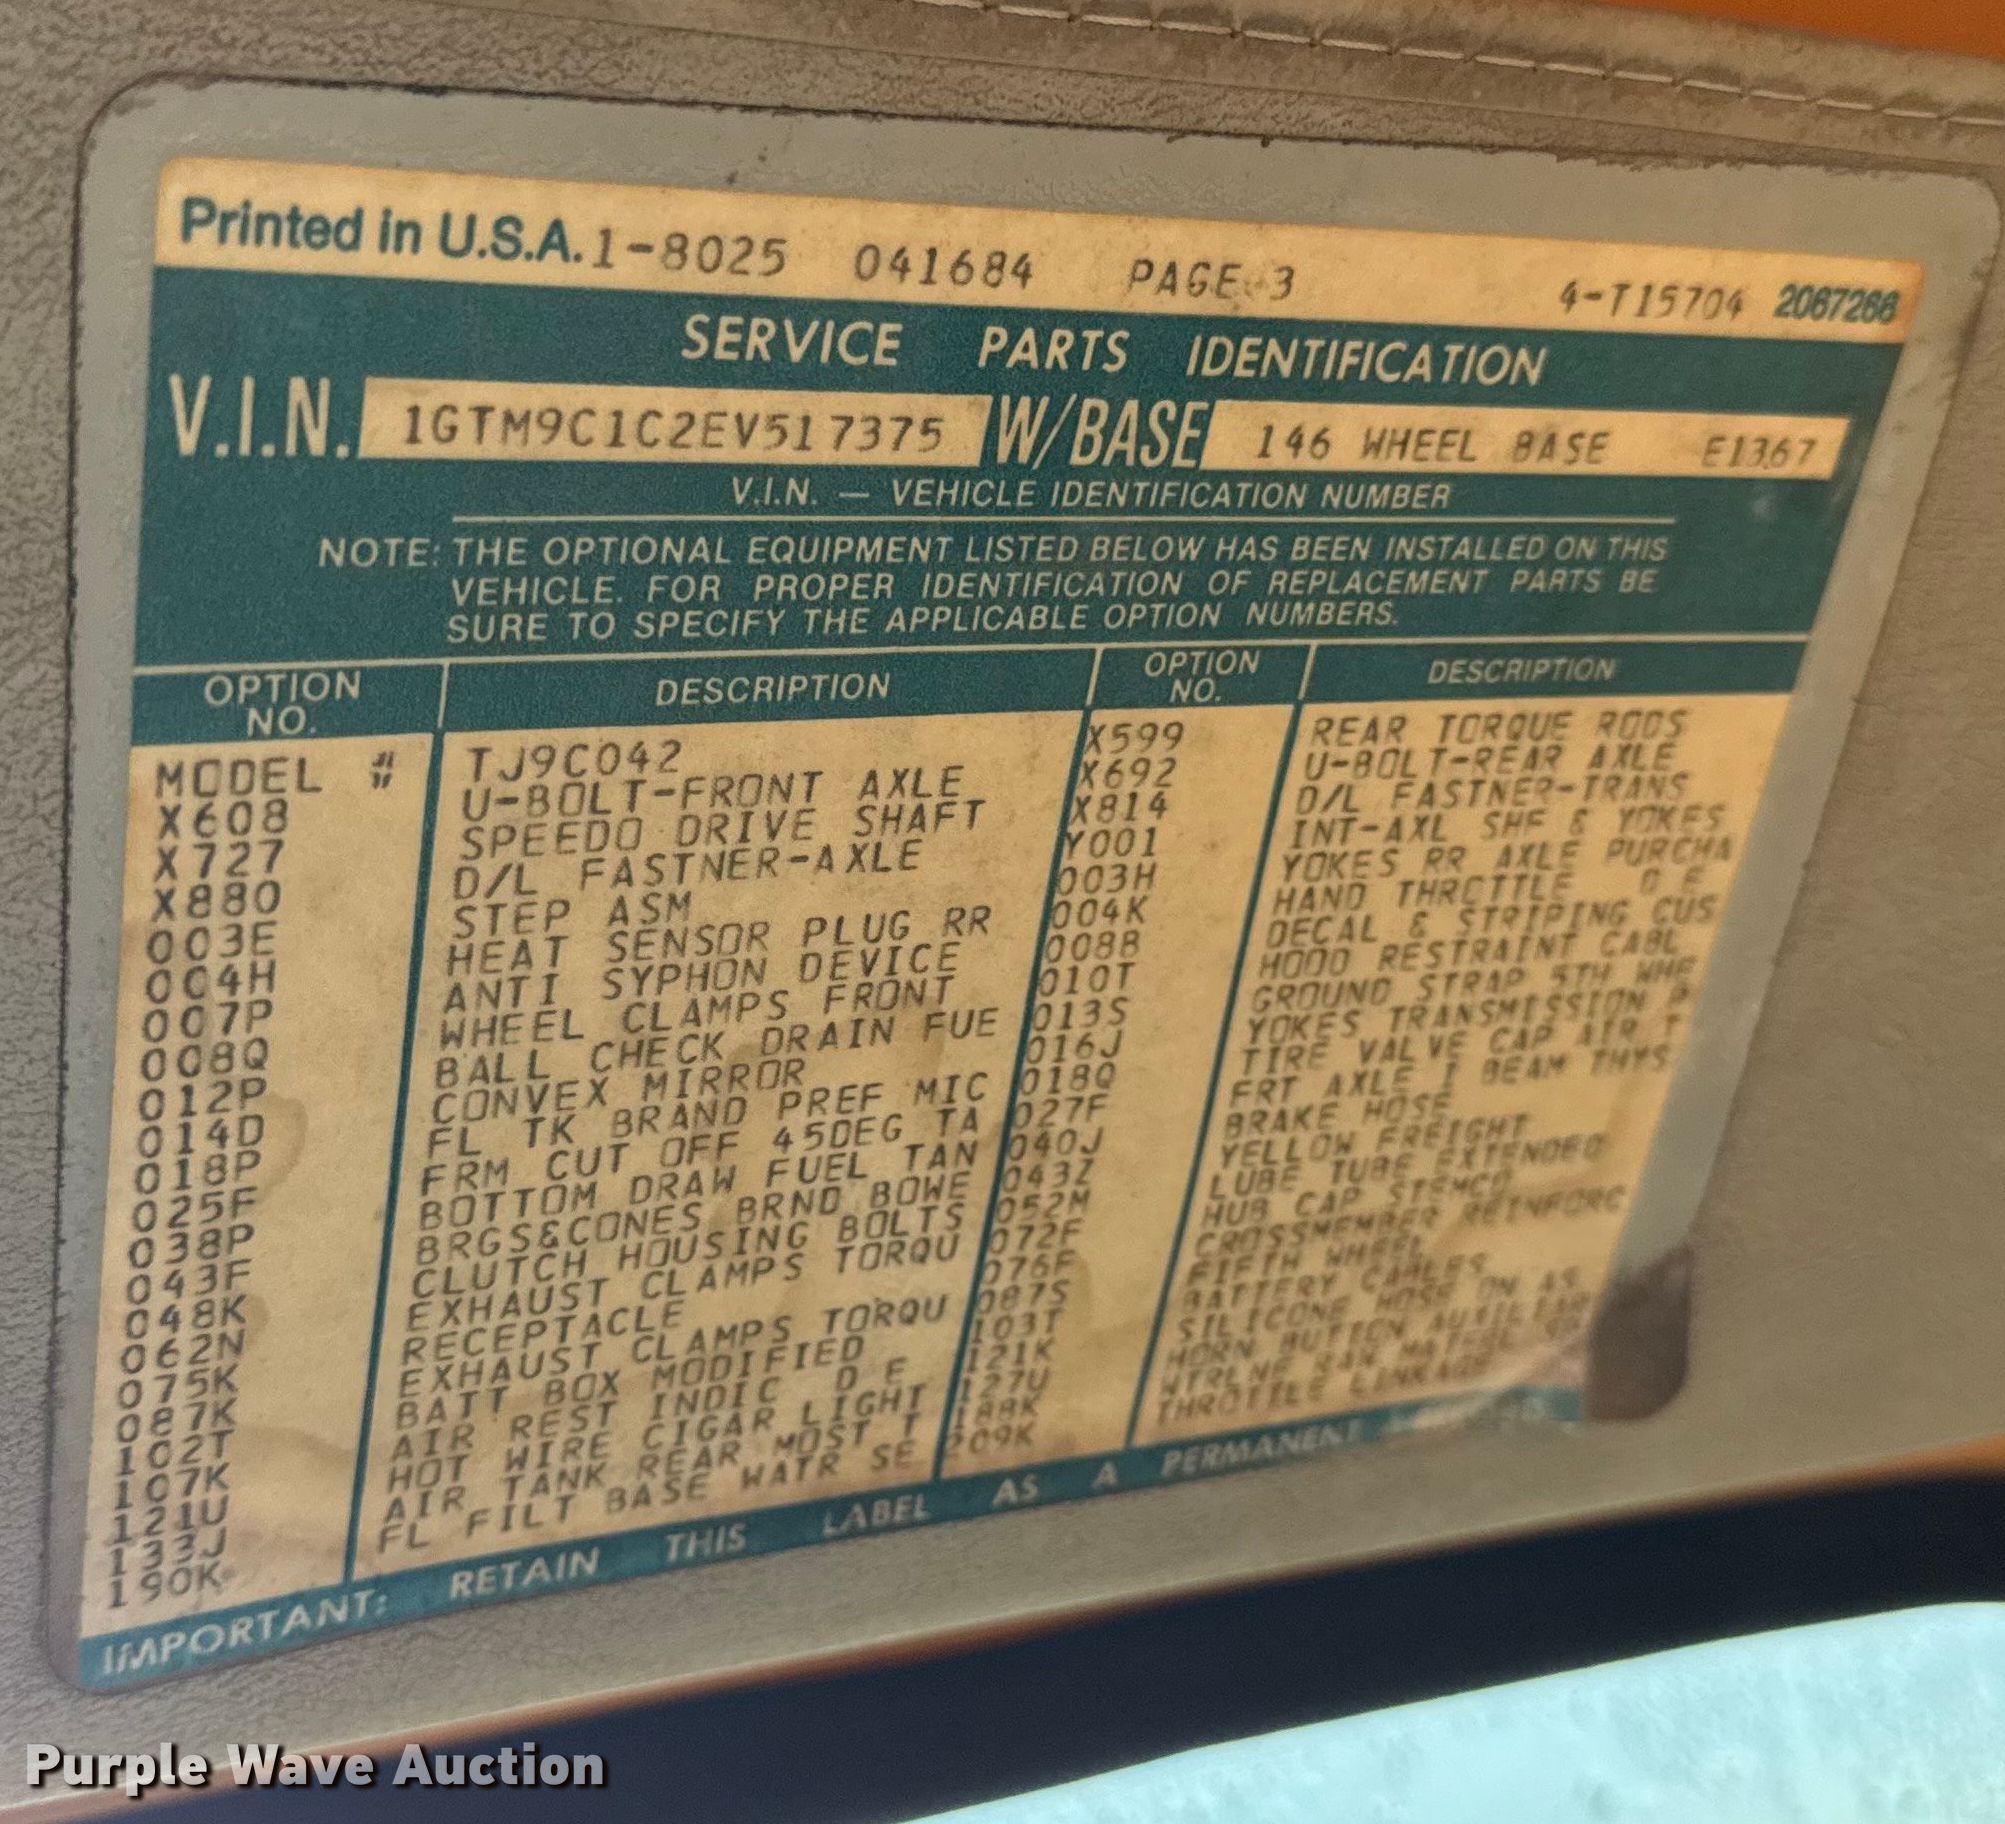 Printed in U.S.A. 1-8025 041684 PAGE 3 4-T15704 2067266
SERVICE PARTS IDENTIFICATION
V.I.N. 1GTM9C1C2EV517375 W/BASE 146 WHEEL BASE E1367
V.I.N. — VEHICLE IDENTIFICATION NUMBER
NOTE: THE OPTIONAL EQUIPMENT LISTED BELOW HAS BEEN INSTALLED ON THIS
VEHICLE. FOR PROPER IDENTIFICATION OF REPLACEMENT PARTS BE
SURE TO SPECIFY THE APPLICABLE OPTION NUMBERS.
OPTION NO. DESCRIPTION OPTION NO. DESCRIPTION
MODEL # TJ9C042 X599 REAR TORQUE RODS
X608 U-BOLT-FRONT AXLE X692 U-BOLT-REAR AXLE
X727 SPEEDO DRIVE SHAFT X814 D/L FASTNER-TRANS
X880 D/L FASTNER-AXLE Y001 INT-AXL SHF & YOKES
003E STEP ASM 003H YOKES RR AXLE PURCHA
004H HEAT SENSOR PLUG RR 004K HAND THROTTLE D E
007P ANTI SYPHON DEVICE 008B DECAL & STRIPING CUS
008Q WHEEL CLAMPS FRONT 010T HOOD RESTRAINT CABL
012P BALL CHECK DRAIN FUE 013S GROUND STRAP 5TH WHE
014D CONVEX MIRROR 016J YOKES TRANSMISSION P
018P FL TK BRAND PREF MIC 018Q TIRE VALVE CAP AIR T
025F FRM CUT OFF 45DEG TA 027F FRT AXLE I BEAM THYS
038P BOTTOM DRAW FUEL TAN 040J BRAKE HOSE
043F BRGS&CONES BRND BOWE 043Z YELLOW FREIGHT
048K CLUTCH HOUSING BOLTS 052M LUBE TUBE EXTENDED
062N EXHAUST CLAMPS TORQU 072F HUB CAP STEMCO
075K RECEPTACLE 076F CROSSMEMBER REINFORC
087K EXHAUST CLAMPS TORQU 087S FIFTH WHEEL
102T BATT BOX MODIFIED 103T BATTERY CABLES
107K AIR REST INDIC D E 121K SILICONE HOSE ON AS
121U HOT WIRE CIGAR LIGHT 127U HORN BUTTON AUXILIAR
133J AIR TANK REAR MOST T 188K WTRLNE
190K FL FILT BASE WATR SE 209K THROTTLE LINKAGE
IMPORTANT: RETAIN THIS LABEL AS A PERMANENT
Purple Wave Auction